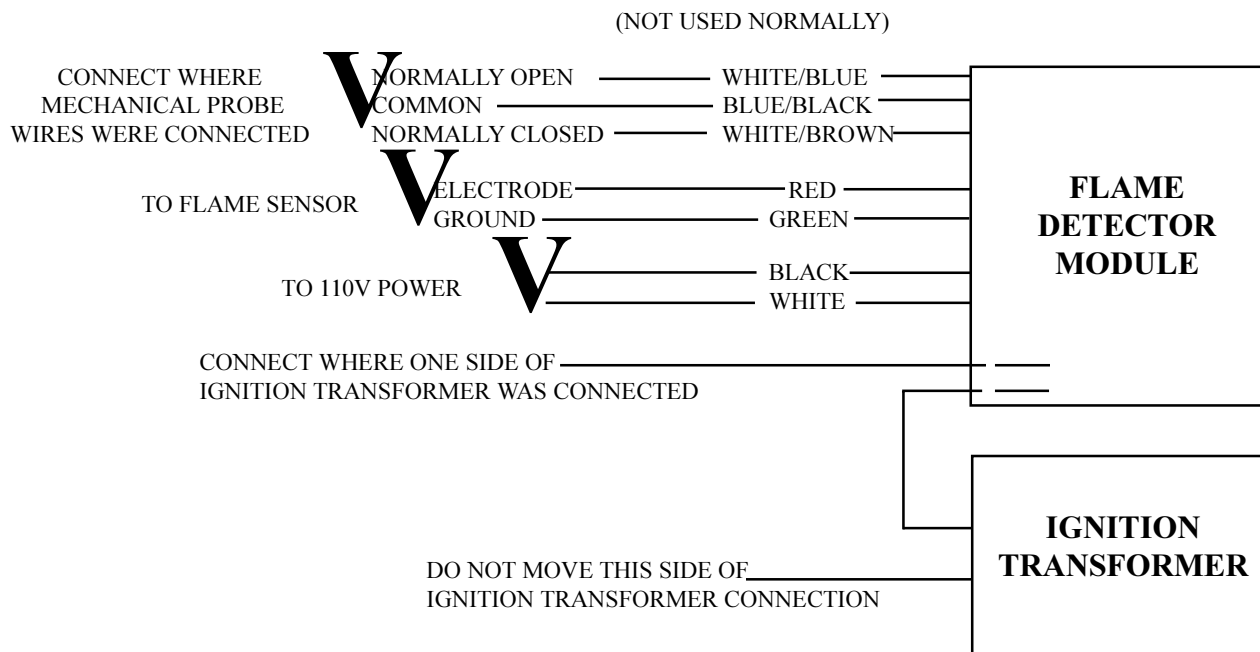 (NOT USED NORMALLY)
CONNECT WHERE
MECHANICAL PROBE
WIRES WERE CONNECTED
NORMALLY OPEN WHITE/BLUE
COMMON BLUE/BLACK
NORMALLY CLOSED WHITE/BROWN
TO FLAME SENSOR
ELECTRODE RED
GROUND GREEN
TO 110V POWER
BLACK
WHITE
FLAME
DETECTOR
MODULE
CONNECT WHERE ONE SIDE OF
IGNITION TRANSFORMER WAS CONNECTED
IGNITION
TRANSFORMER
DO NOT MOVE THIS SIDE OF
IGNITION TRANSFORMER CONNECTION